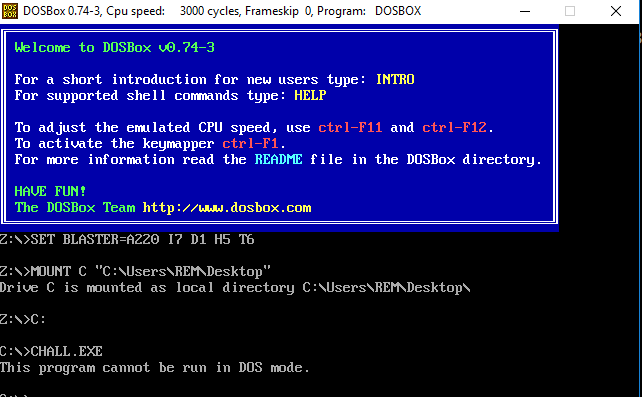 DOS BOX
DOSBox 0.74-3, Cpu speed: 3000 cycles, Frameskip 0, Program: DOSBOX
Welcome to DOSBox v0.74-3
For a short introduction for new users type: INTRO
For supported shell commands type: HELP
To adjust the emulated CPU speed, use ctrl-F11 and ctrl-F12.
To activate the keymapper ctrl-F1.
For more information read the README file in the DOSBox directory.
HAVE FUN!
The DOSBox Team http://www.dosbox.com
Z:\>SET BLASTER=A220 I7 D1 H5 T6
Z:\>MOUNT C "C:\Users\REM\Desktop"
Drive C is mounted as local directory C:\Users\REM\Desktop\
Z:\>C:
C:\>CHALL.EXE
This program cannot be run in DOS mode.